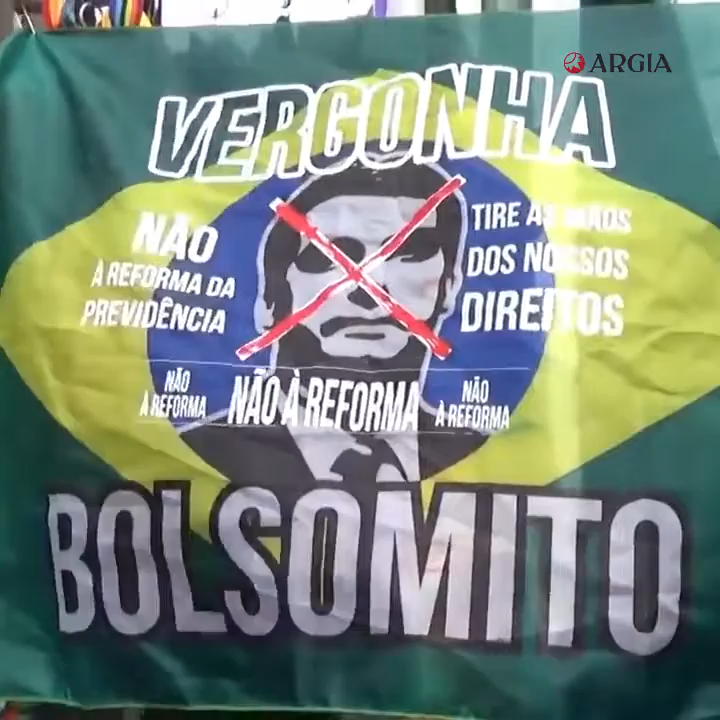 ARGIA
VERGONHA
NÃO
À REFORMA DA
PREVIDÊNCIA
TIRE AS MÃOS
DOS NOSSOS
DIREITOS
NÃO
À REFORMA
NÃO À REFORMA
NÃO
À REFORMA
BOLSOMITO